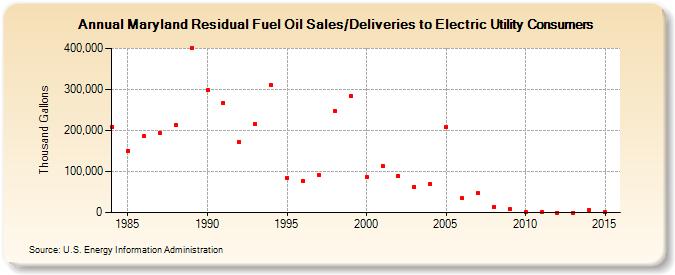 Annual Maryland Residual Fuel Oil Sales/Deliveries to Electric Utility Consumers
Thousand Gallons
400,000
300,000
200,000
100,000
0
1985 1990 1995 2000 2005 2010 2015
Source: U.S. Energy Information Administration